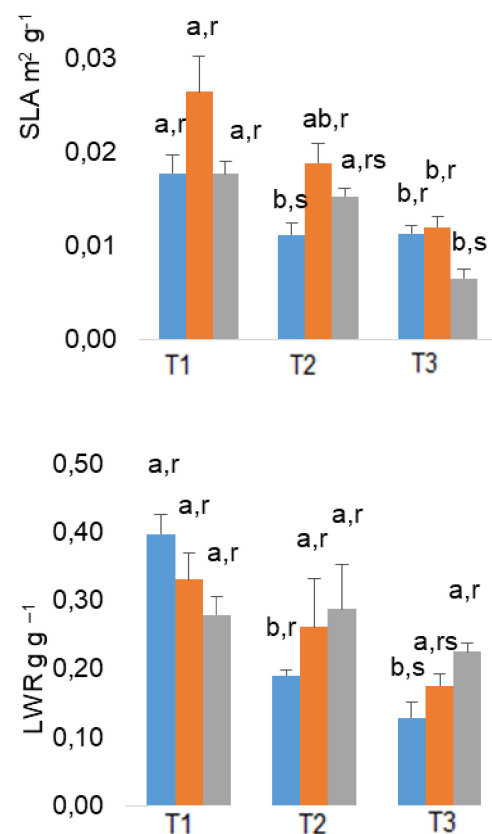 SLA m² g⁻¹
0,03
0,02
0,01
0,00
a,r
a,r
a,r
b,s
ab,r
a,rs
b,r
b,r
b,s
T1 T2 T3
LWR g g ⁻¹
0,50
0,40
0,30
0,20
0,10
0,00
a,r
a,r
a,r
b,r
a,r
a,r
b,s
a,rs
a,r
T1 T2 T3